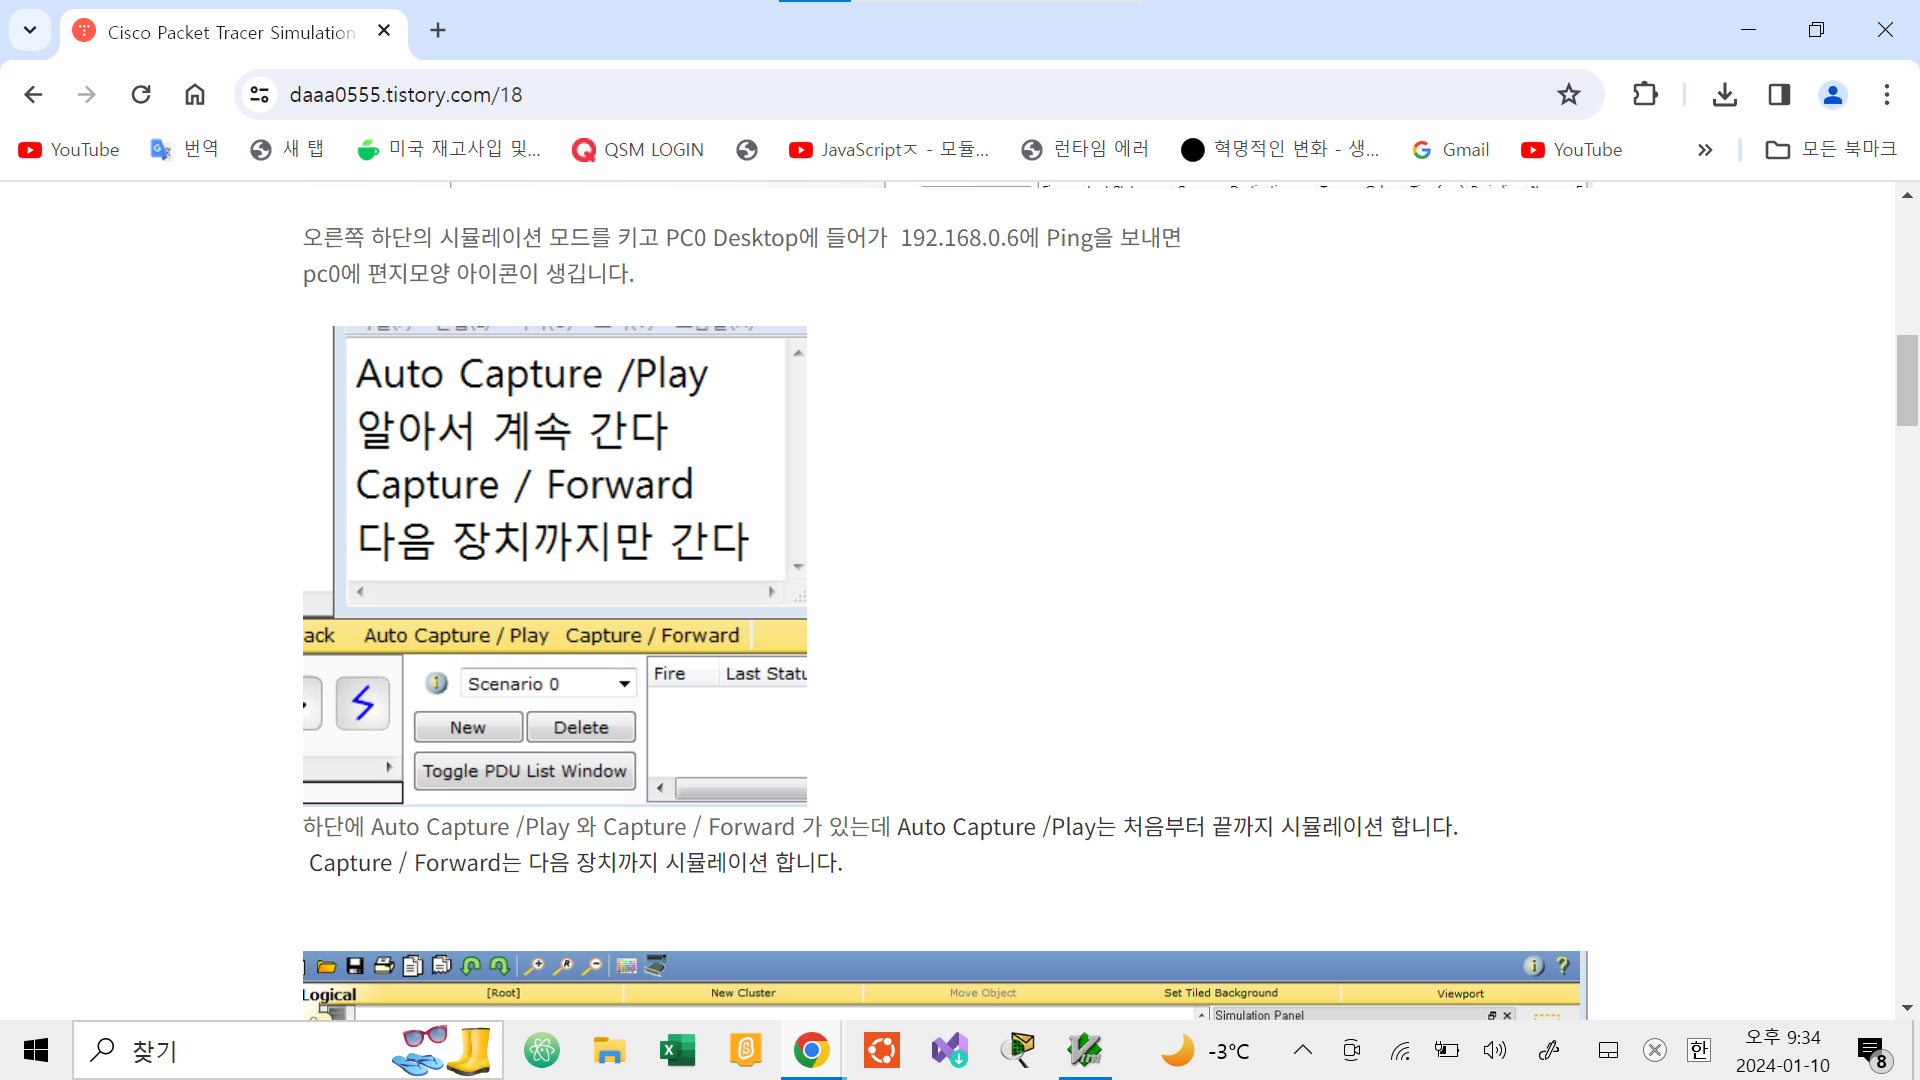 Cisco Packet Tracer Simulation
daaa0555.tistory.com/18
YouTube 번역 새 탭 미국 재고사입 및... QSM LOGIN JavaScriptㅈ - 모듈... 런타임 에러 혁명적인 변화 - 생... Gmail YouTube 모든 북마크
오른쪽 하단의 시뮬레이션 모드를 키고 PC0 Desktop에 들어가 192.168.0.6에 Ping을 보내면
pc0에 편지모양 아이콘이 생깁니다.
Auto Capture /Play
알아서 계속 간다
Capture / Forward
다음 장치까지만 간다
ack Auto Capture / Play Capture / Forward
Scenario 0 Fire Last Statu
New Delete
Toggle PDU List Window
하단에 Auto Capture /Play 와 Capture / Forward 가 있는데 Auto Capture /Play는 처음부터 끝까지 시뮬레이션 합니다.
Capture / Forward는 다음 장치까지 시뮬레이션 합니다.
Logical [Root] New Cluster Move Object Set Tiled Background Viewport
Simulation Panel
찾기 -3°C 한 오후 9:34
2024-01-10 8